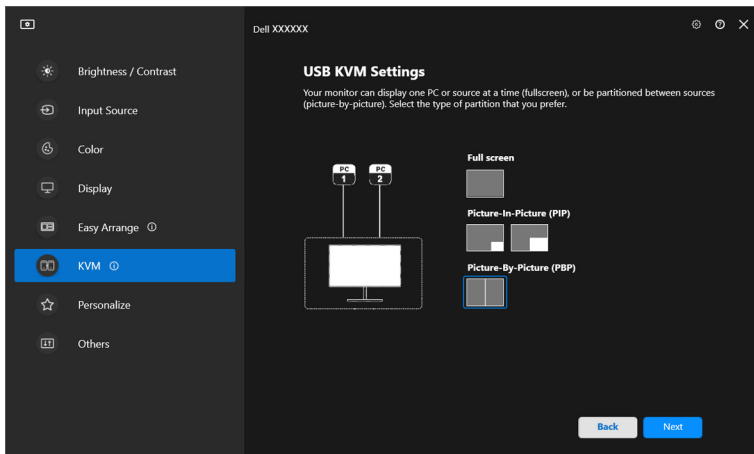 Dell XXXXXX
Brightness / Contrast
Input Source
Color
Display
Easy Arrange
KVM
Personalize
Others
USB KVM Settings
Your monitor can display one PC or source at a time (fullscreen), or be partitioned between sources
(picture-by-picture). Select the type of partition that you prefer.
PC
1
PC
2
Full screen
Picture-In-Picture (PIP)
Picture-By-Picture (PBP)
Back
Next